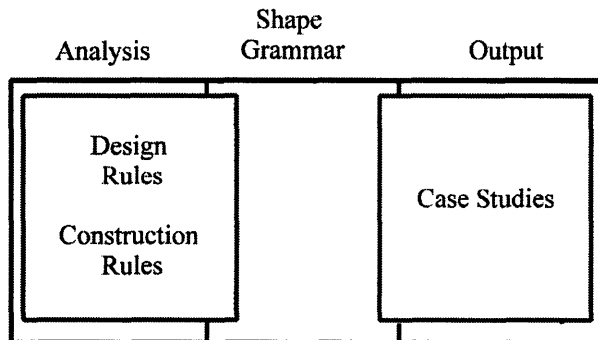 Analysis
Shape
Grammar
Output
Design
Rules
Construction
Rules
Case Studies